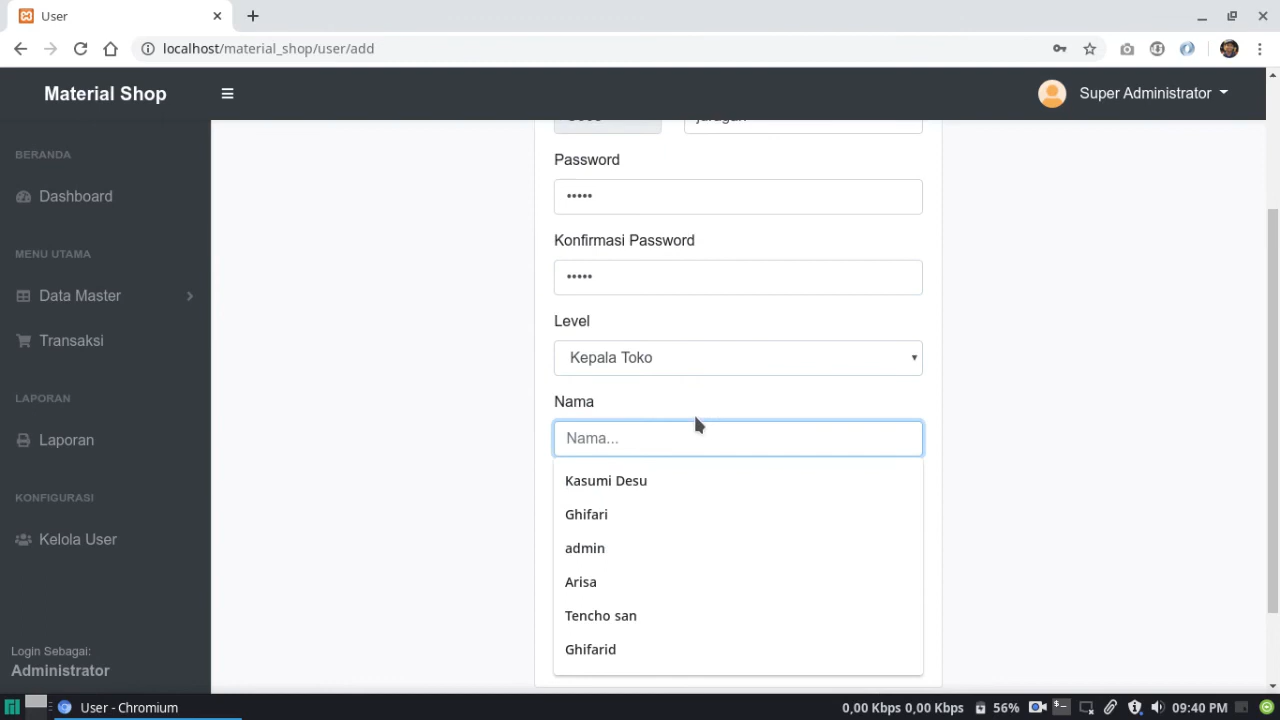 User
localhost/material_shop/user/add
Material Shop
Super Administrator
BERANDA
Dashboard
MENU UTAMA
Data Master
Transaksi
LAPORAN
Laporan
KONFIGURASI
Kelola User
Login Sebagai:
Administrator
Password
•••••
Konfirmasi Password
•••••
Level
Kepala Toko
Nama
Nama...
Kasumi Desu
Ghifari
admin
Arisa
Tencho san
Ghifarid
User - Chromium
0,00 Kbps 0,00 Kbps
56%
09:40 PM